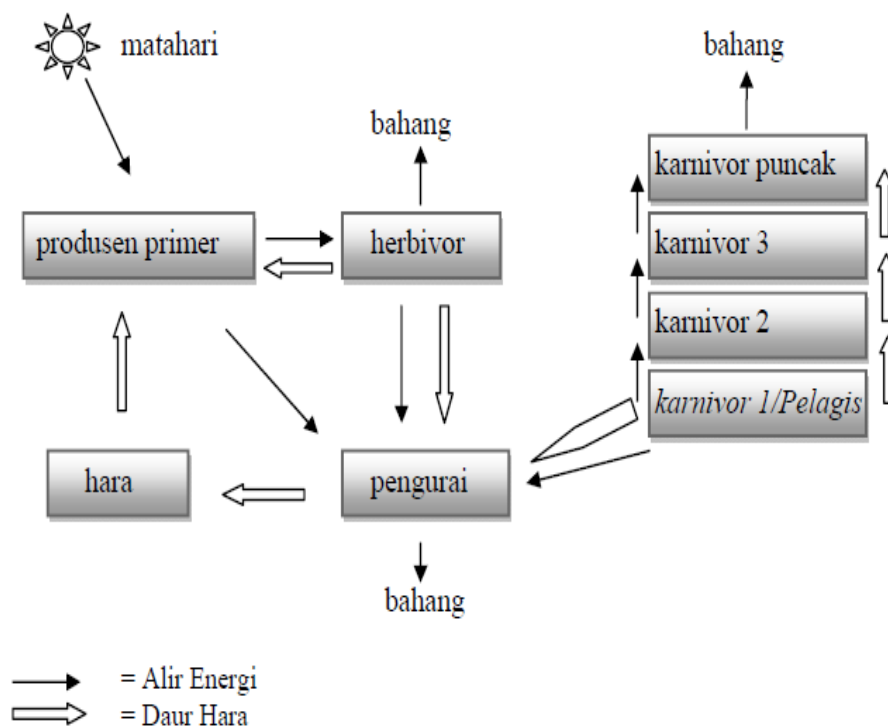 matahari
bahang
bahang
karnivor puncak
produsen primer
herbivor
karnivor 3
karnivor 2
karnivor 1/Pelagis
hara
pengurai
bahang
= Alir Energi
= Daur Hara